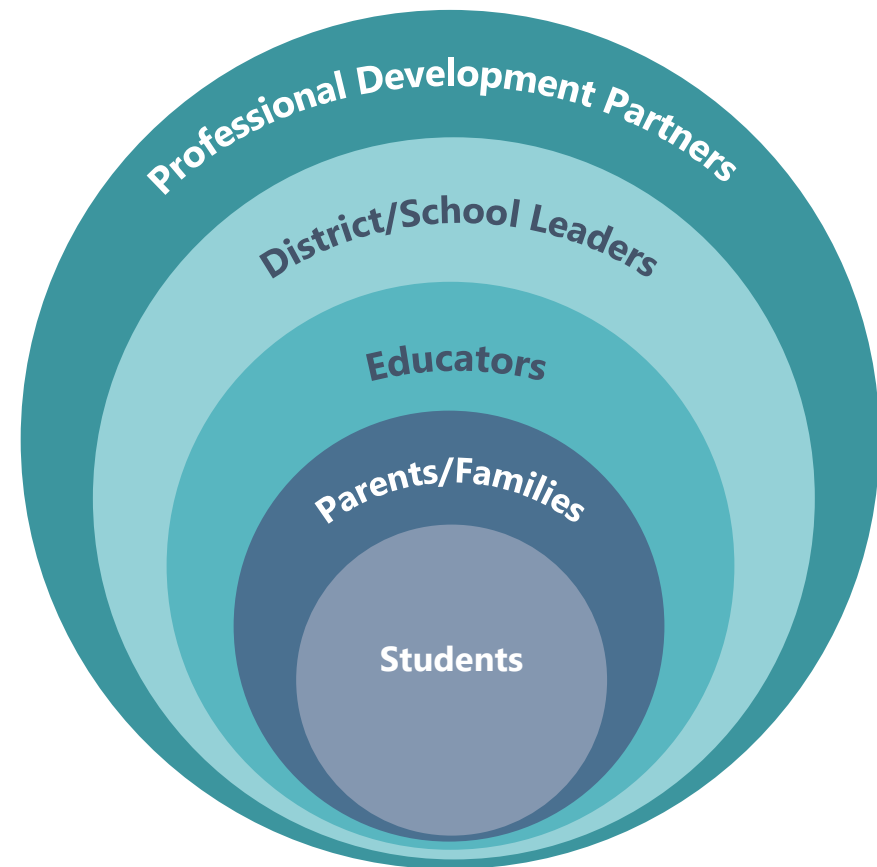 Professional Development Partners
District/School Leaders
Educators
Parents/Families
Students